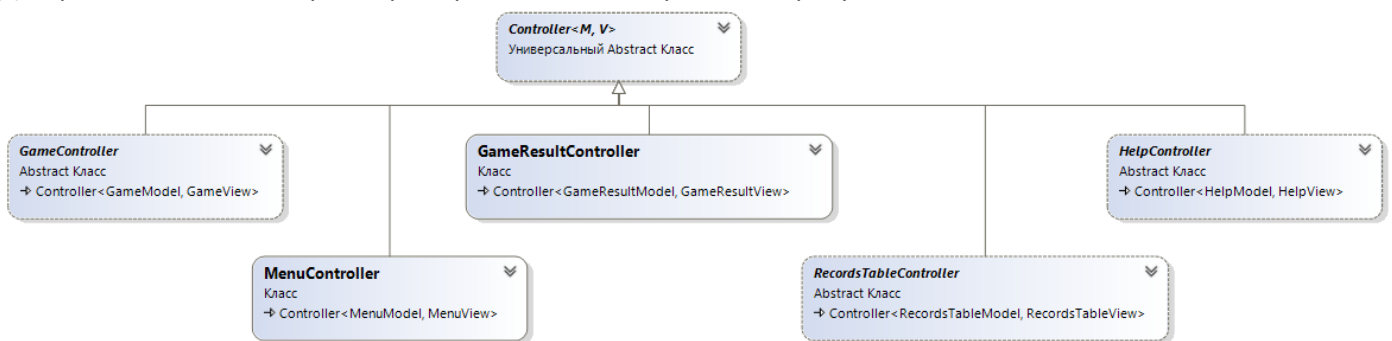 Controller<M, V>
Универсальный Abstract Класс
GameController
Abstract Класс
Controller<GameModel, GameView>
GameResultController
Класс
Controller<GameResultModel, GameResultView>
HelpController
Abstract Класс
Controller<HelpModel, HelpView>
MenuController
Класс
Controller<MenuModel, MenuView>
RecordsTableController
Abstract Класс
Controller<RecordsTableModel, RecordsTableView>